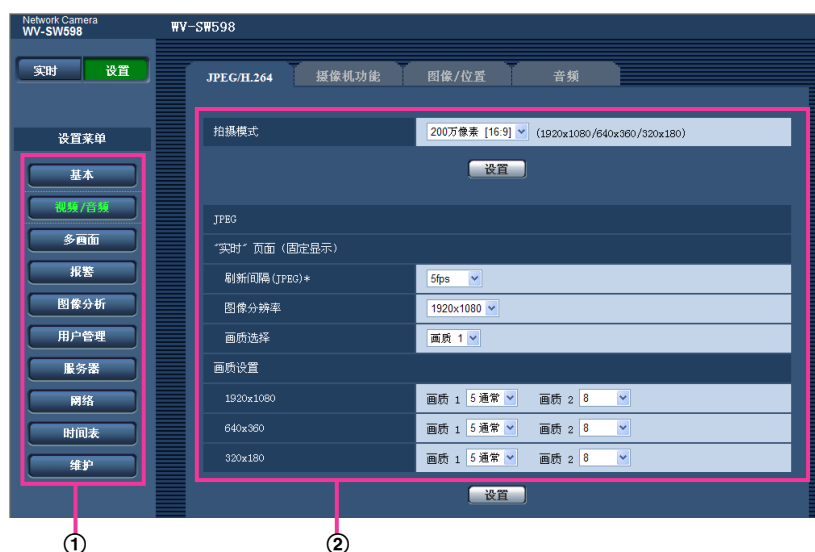 Network Camera
WV-SW598
WV-SW598
实时 设置
JPEG/H.264 摄像机功能 图像/位置 音频
设置菜单
基本
视频/音频
多画面
报警
图像分析
用户管理
服务器
网络
时间表
维护
拍摄模式 200万像素 [16:9] (1920x1080/640x360/320x180)
设置
JPEG
“实时”页面（固定显示）
刷新间隔(JPEG)* 5fps
图像分辨率 1920x1080
画质选择 画质 1
画质设置
1920x1080 画质 1 5 通常 画质 2 8
640x360 画质 1 5 通常 画质 2 8
320x180 画质 1 5 通常 画质 2 8
设置
① ②